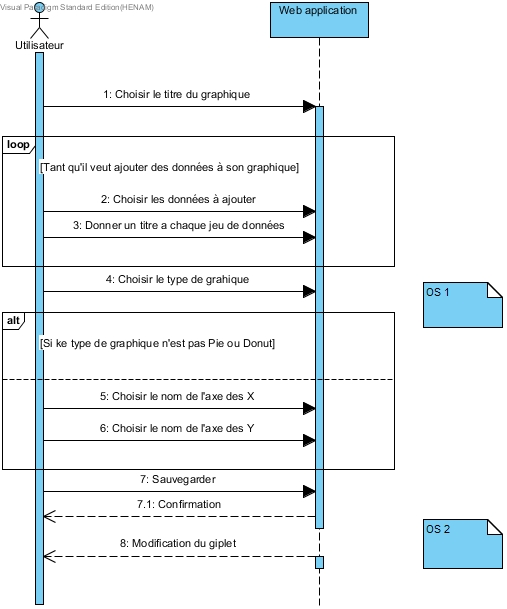 Visual Paradigm Standard Edition(HENAM)
Web application
Utilisateur
1: Choisir le titre du graphique
loop
[Tant qu'il veut ajouter des données à son graphique]
2: Choisir les données à ajouter
3: Donner un titre a chaque jeu de données
4: Choisir le type de grahique
OS 1
alt
[Si ke type de graphique n'est pas Pie ou Donut]
5: Choisir le nom de l'axe des X
6: Choisir le nom de l'axe des Y
7: Sauvegarder
7.1: Confirmation
OS 2
8: Modification du giplet